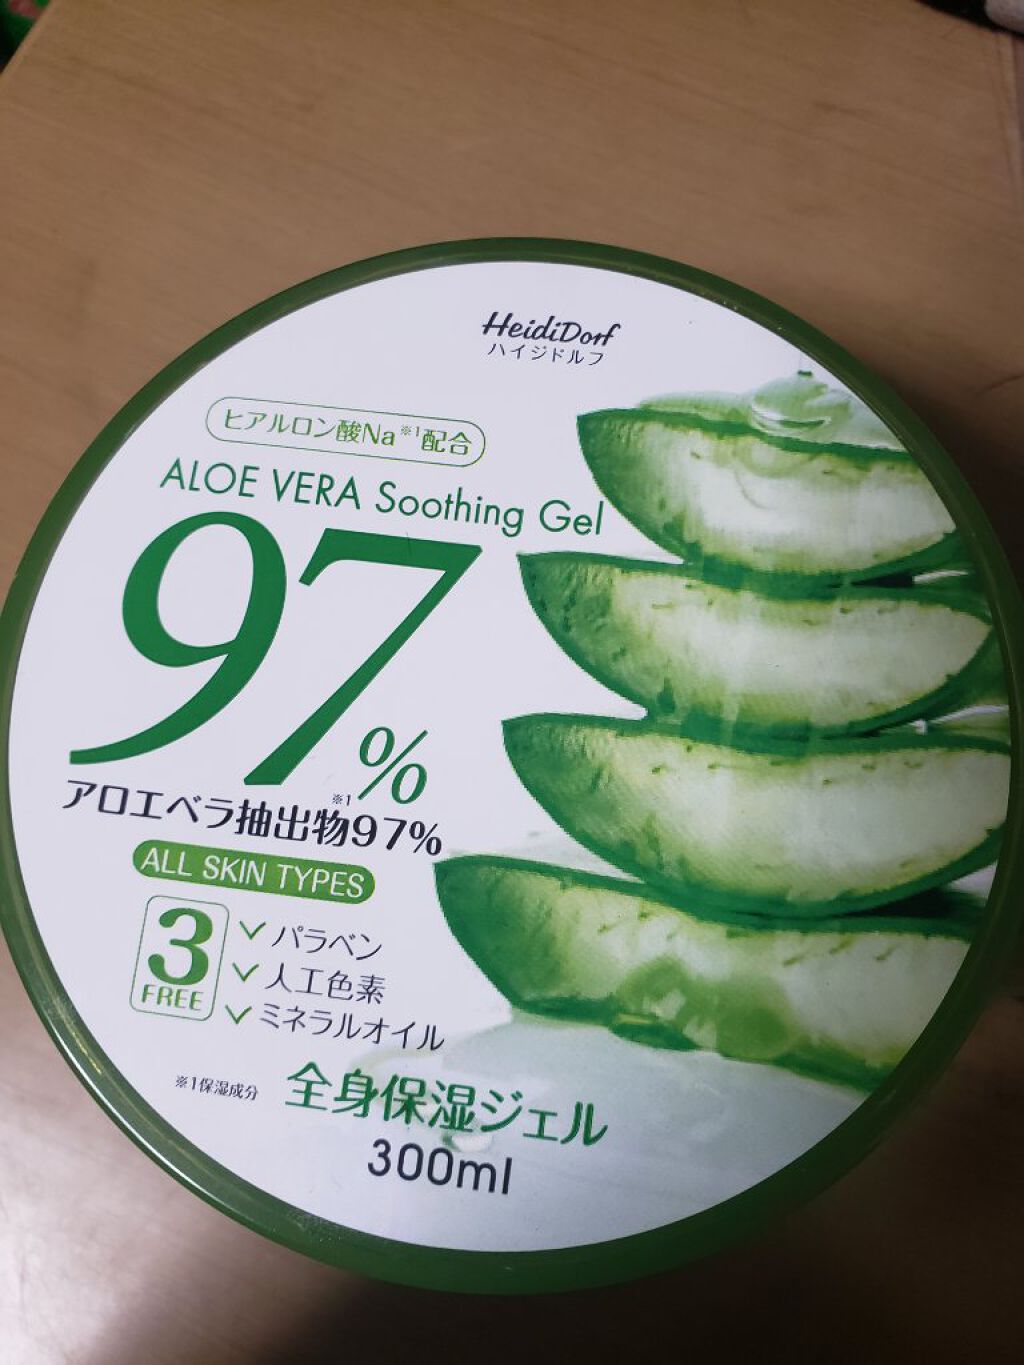 HeidiDorf
ハイジドルフ
ヒアルロン酸Na※1配合
ALOE VERA Soothing Gel
97%
アロエベラ抽出物※197%
ALL SKIN TYPES
3
FREE
パラベン
人工色素
ミネラルオイル
※1保湿成分
全身保湿ジェル
300ml